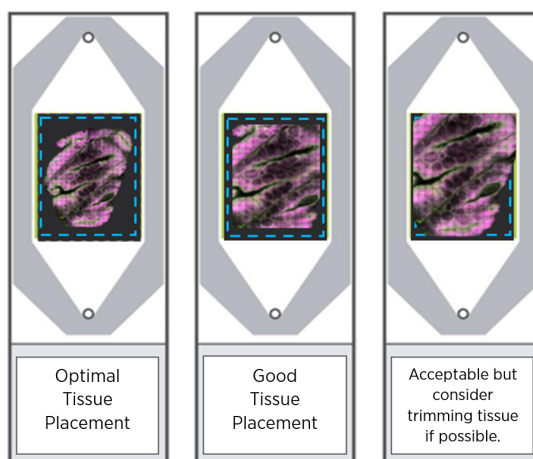 Optimal
Tissue
Placement
Good
Tissue
Placement
Acceptable but
consider
trimming tissue
if possible.